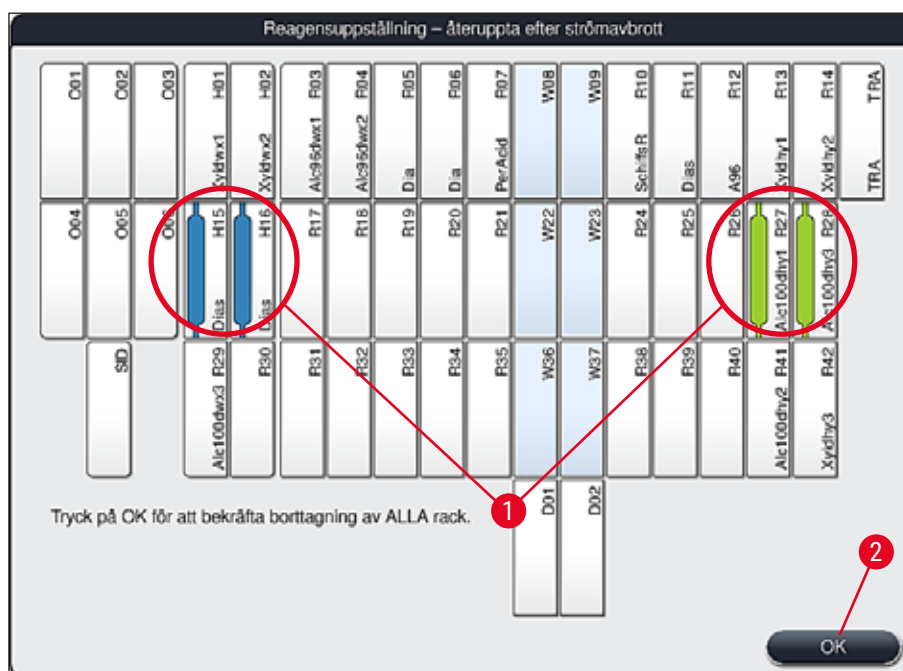 Reagensuppställning – återuppta efter strömavbrott
O01
O02
O03
H01 Xyldwx1
H02 Xyldwx2
R03 Alc96dwx1
R04 Alc96dwx2
R05 Dia
R06 Dia
R07 PerAcid
W08
W09
R10 SchiffsR
R11 Dias
R12 A96
R13 Xyldhy1
R14 Xyldhy2
TRA TRA
O04
O05
H15 Dias
H16 Dias
R17
R18
R19
R20
R21
W22
W23
R24
R25
R26
R27 Alc100dhy1
R28 Alc100dhy3
SID
R29 Alc100dwx3
R30
R31
R32
R33
R34
R35
W36
W37
R38
R39
R40
R41 Alc100dhy2
R42 Xyldhy3
D01
D02
1
Tryck på OK för att bekräfta borttagning av ALLA rack.
2
OK